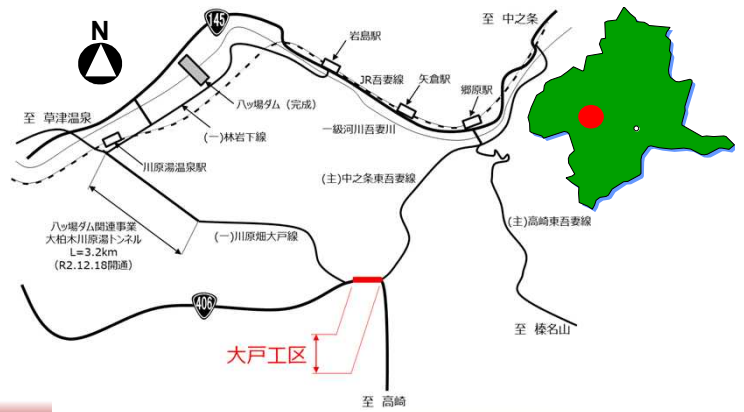 N
145
至 中之条
岩島駅
JR吾妻線
矢倉駅
郷原駅
八ッ場ダム（完成）
至 草津温泉
一級河川吾妻川
(一)林岩下線
川原湯温泉駅
(主)中之条東吾妻線
八ッ場ダム関連事業
大柏木川原湯トンネル
L=3.2km
（R2.12.18開通）
(一)川原畑大戸線
(主)高崎東吾妻線
406
至 榛名山
大戸工区
至 高崎